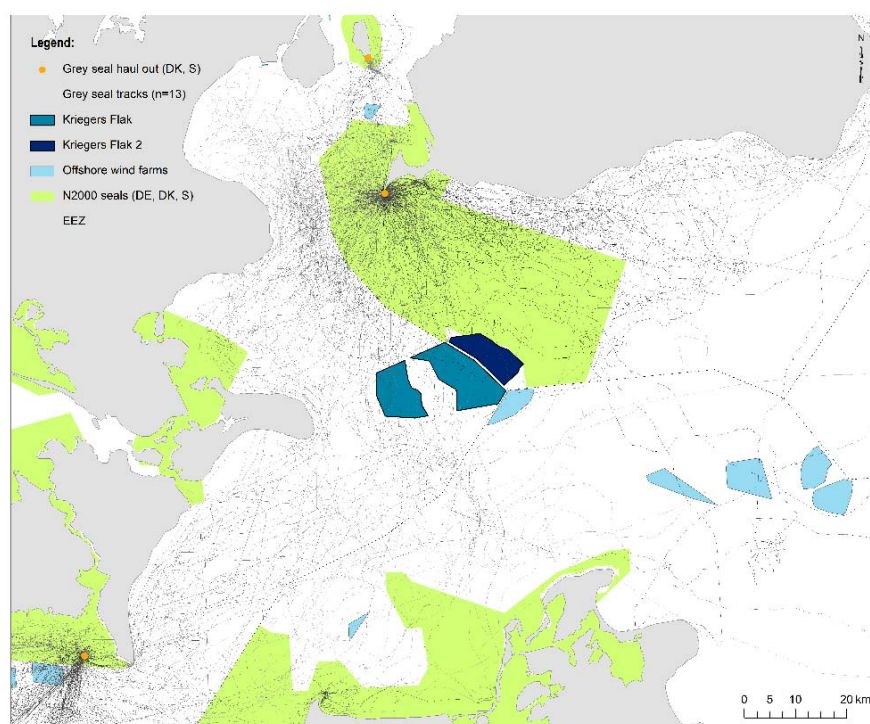 Legend:
Grey seal haul out (DK, S)
Grey seal tracks (n=13)
Kriegers Flak
Kriegers Flak 2
Offshore wind farms
N2000 seals (DE, DK, S)
EEZ
N
0 5 10 20 km